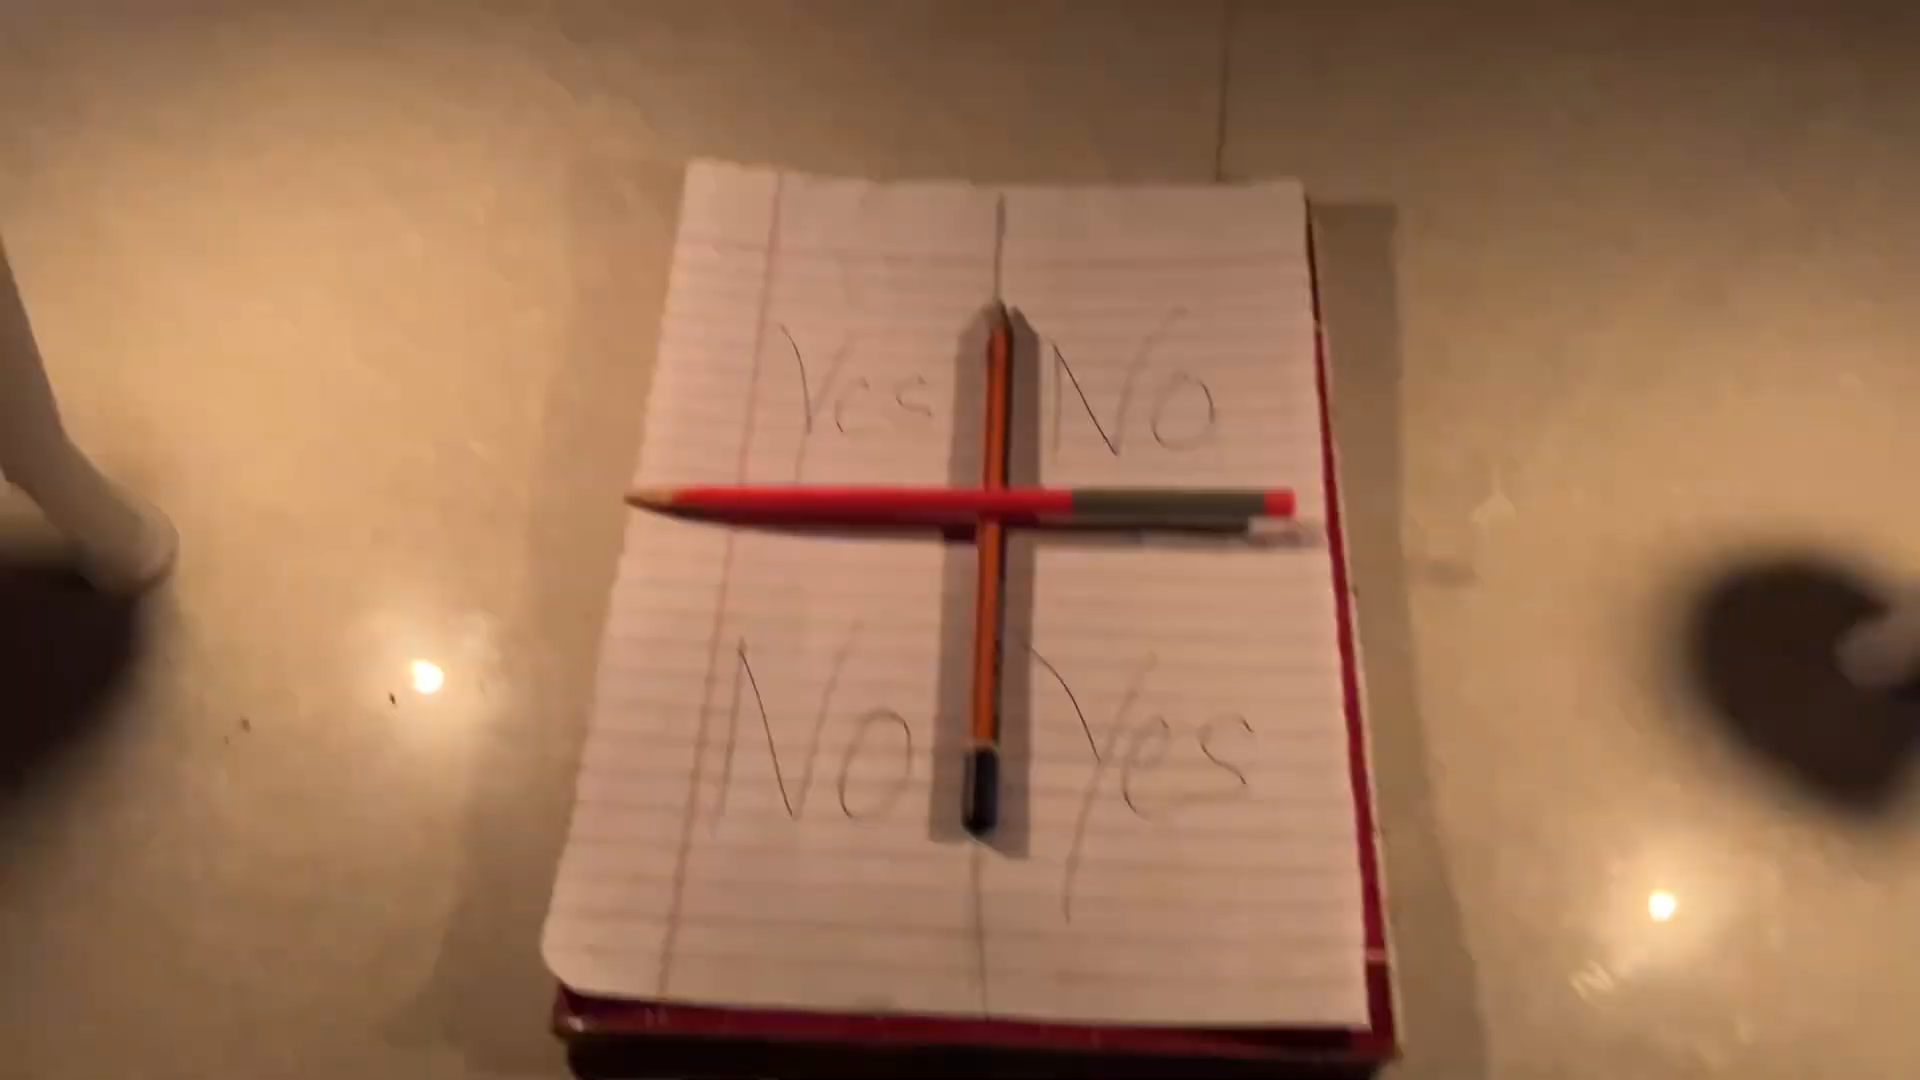 Yes No
No Yes